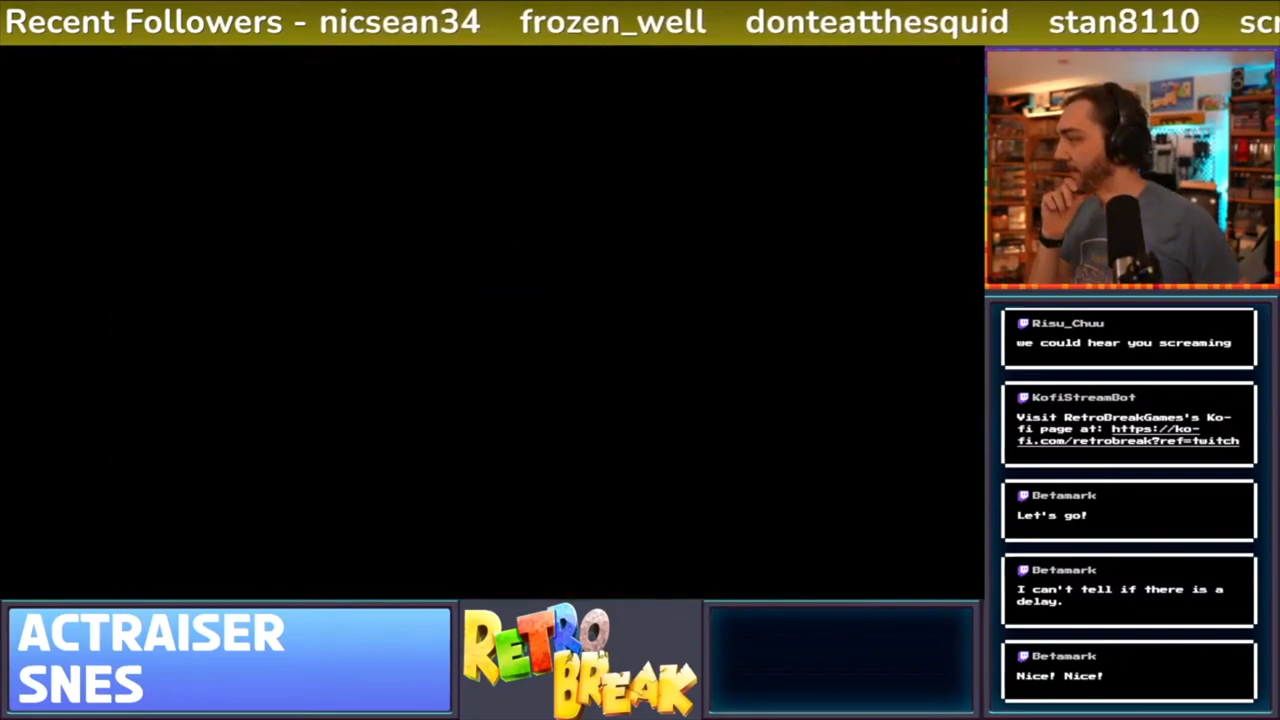 Recent Followers - nicsean34 frozen_well donteatthesquid stan8110 scr
Risu_Chuu
we could hear you screaming
KofiStreamBot
Visit RetroBreakGames's Ko-
fi page at: https://ko-
fi.com/retrobreak?ref=twitch
Betamark
Let's go!
Betamark
I can't tell if there is a
delay.
Betamark
Nice! Nice!
ACTRAISER
SNES
RETRO
BREAK